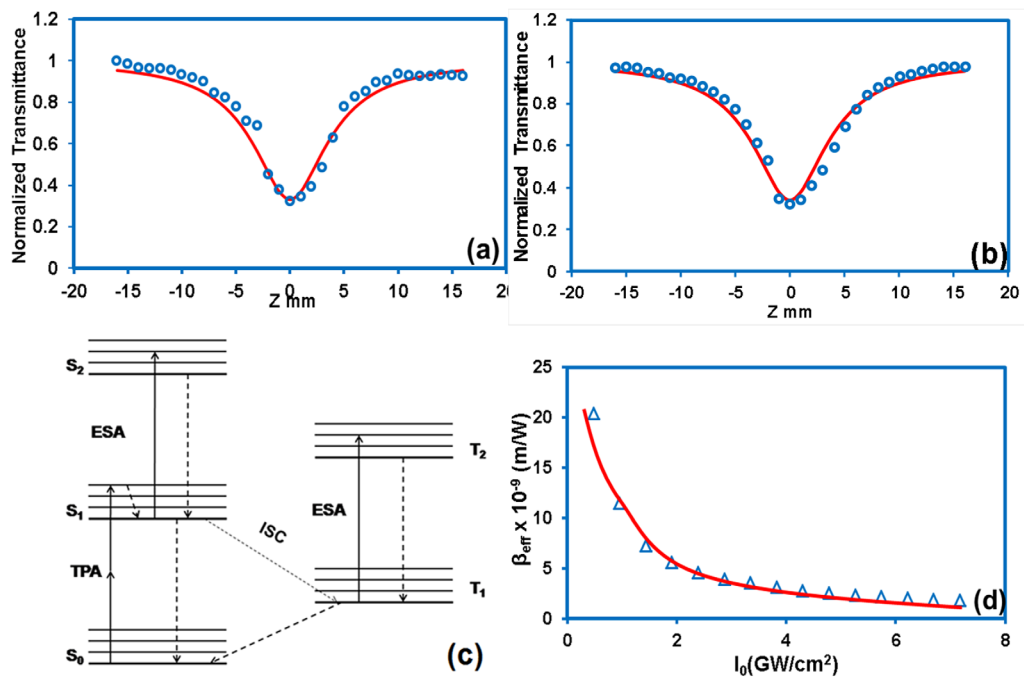 1.2
1
0.8
0.6
0.4
0.2
0
Normalized Transmittance
-20 -15 -10 -5 0 5 10 15 20
Z mm
(a)
1.2
1
0.8
0.6
0.4
0.2
0
Normalized Transmittance
-20 -15 -10 -5 0 5 10 15 20
Z mm
(b)
S₂
ESA
S₁
TPA
S₀
ISC
T₂
ESA
T₁
(c)
25
20
15
10
5
0
βeff x 10⁻⁹ (m/W)
0 2 4 6 8
I₀(GW/cm²)
(d)